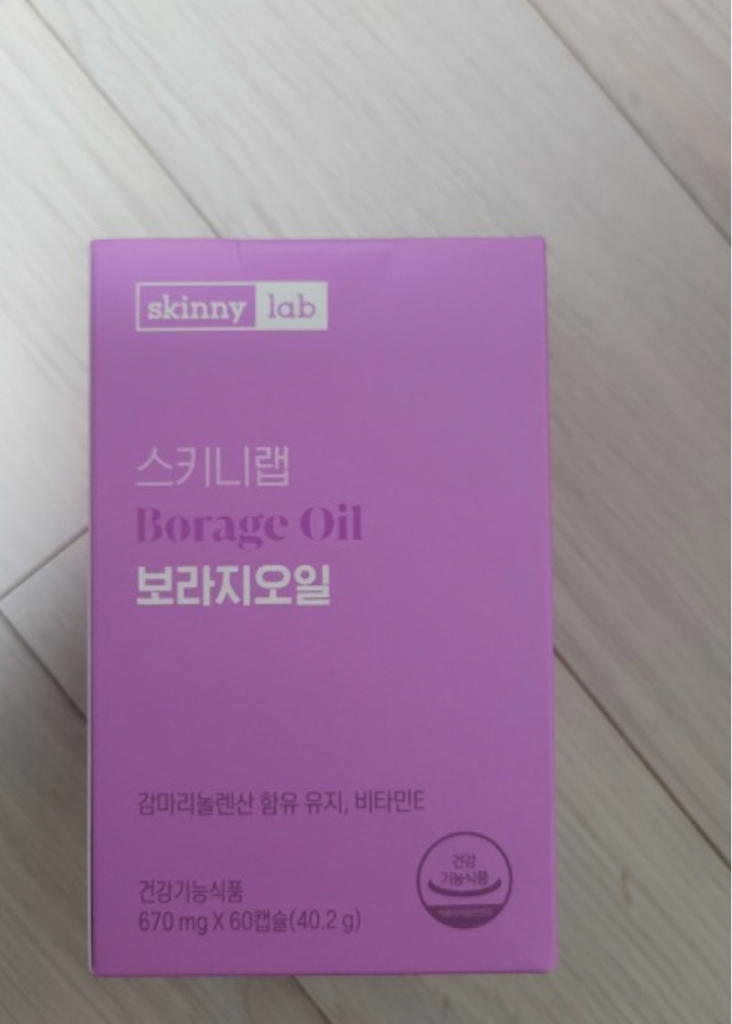 skinny lab
스키니랩
Borage Oil
보라지오일
감마리놀렌산 함유 유지, 비타민E
건강기능식품
670 mg X 60캡슐(40.2 g)
건강
기능식품